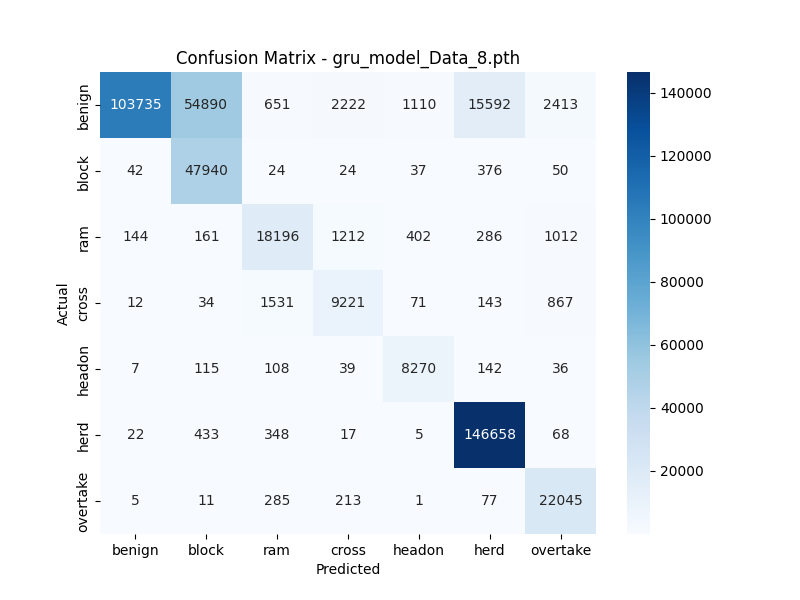 Confusion Matrix - gru_model_Data_8.pth
benign 103735 54890 651 2222 1110 15592 2413
block 42 47940 24 24 37 376 50
ram 144 161 18196 1212 402 286 1012
cross 12 34 1531 9221 71 143 867
headon 7 115 108 39 8270 142 36
herd 22 433 348 17 5 146658 68
overtake 5 11 285 213 1 77 22045
benign block ram cross headon herd overtake
Predicted
Actual
140000
120000
100000
80000
60000
40000
20000